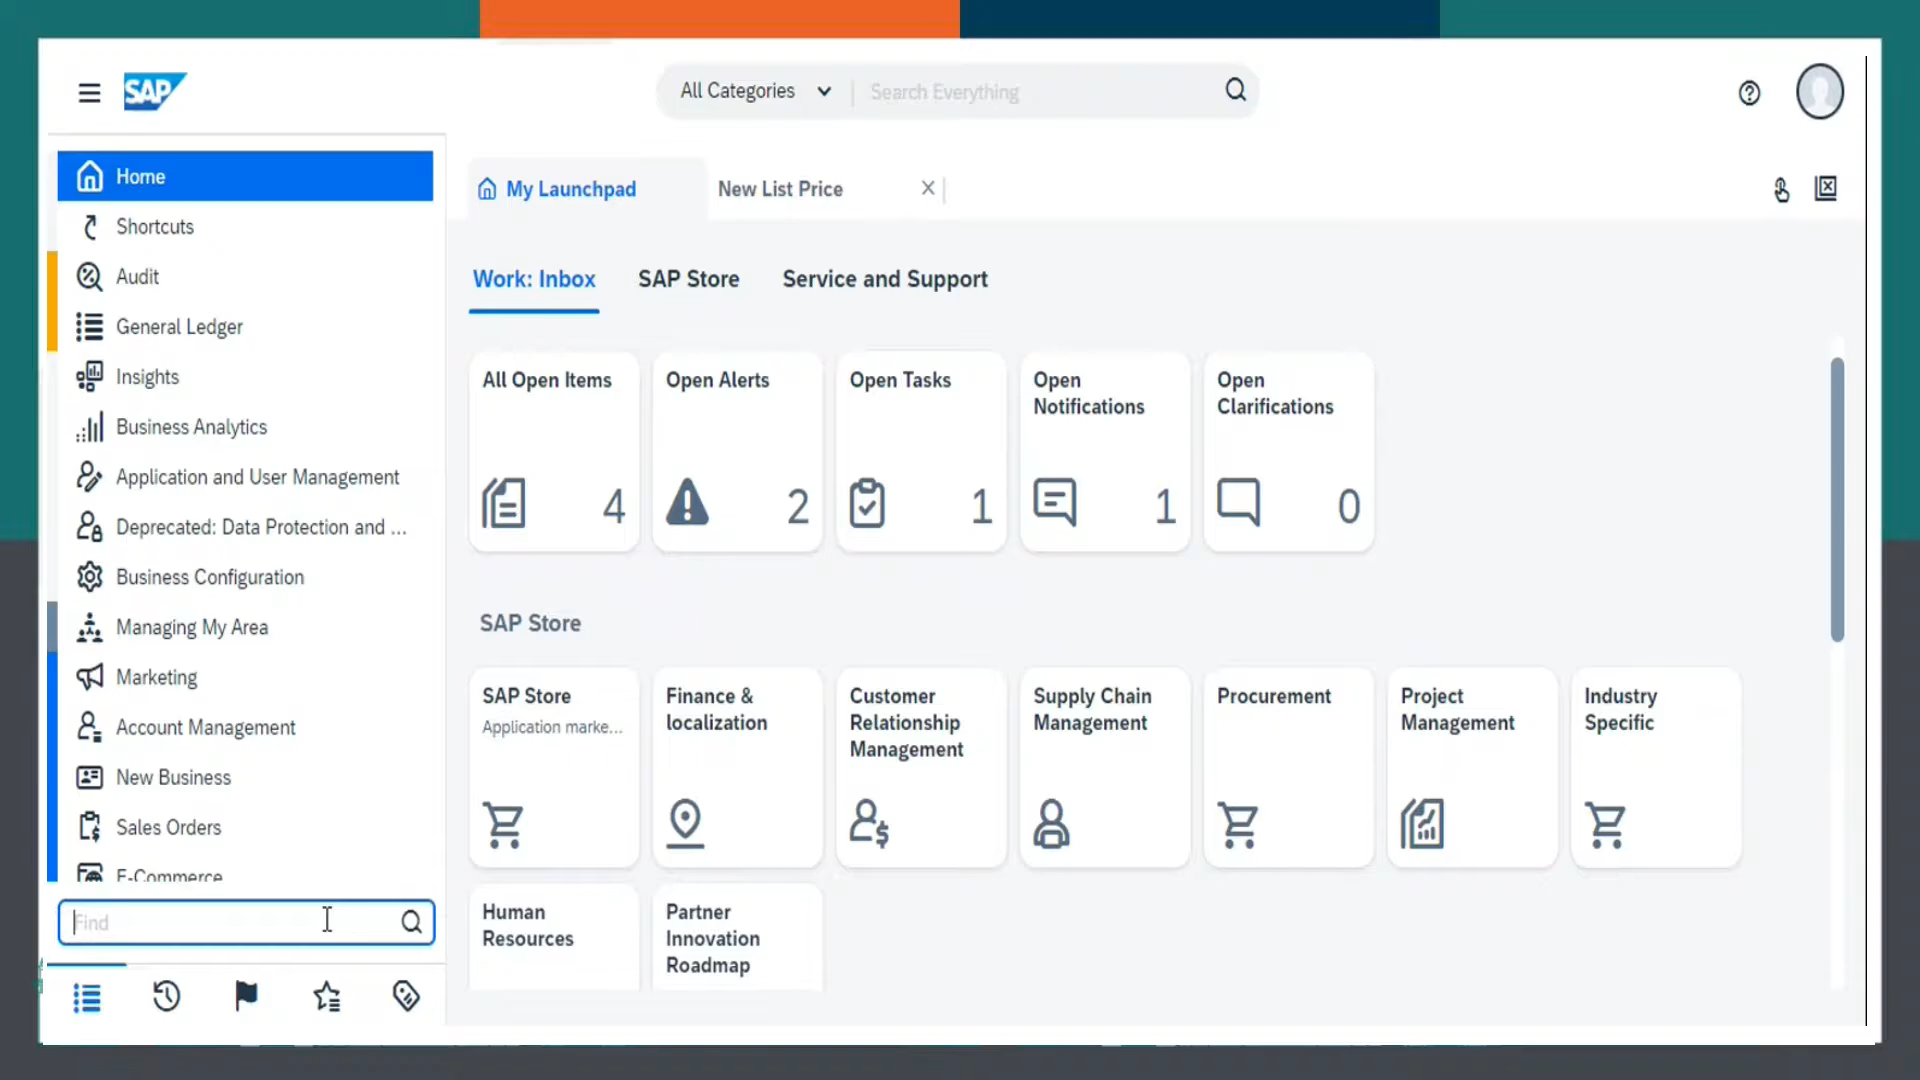 SAP
All Categories
Search Everything
Home
Shortcuts
Audit
General Ledger
Insights
Business Analytics
Application and User Management
Deprecated: Data Protection and ...
Business Configuration
Managing My Area
Marketing
Account Management
New Business
Sales Orders
E-Commerce
Find
My Launchpad
New List Price
Work: Inbox
SAP Store
Service and Support
All Open Items
4
Open Alerts
2
Open Tasks
1
Open
Notifications
1
Open
Clarifications
0
SAP Store
SAP Store
Application marke...
Finance &
localization
Customer
Relationship
Management
Supply Chain
Management
Procurement
Project
Management
Industry
Specific
Human
Resources
Partner
Innovation
Roadmap